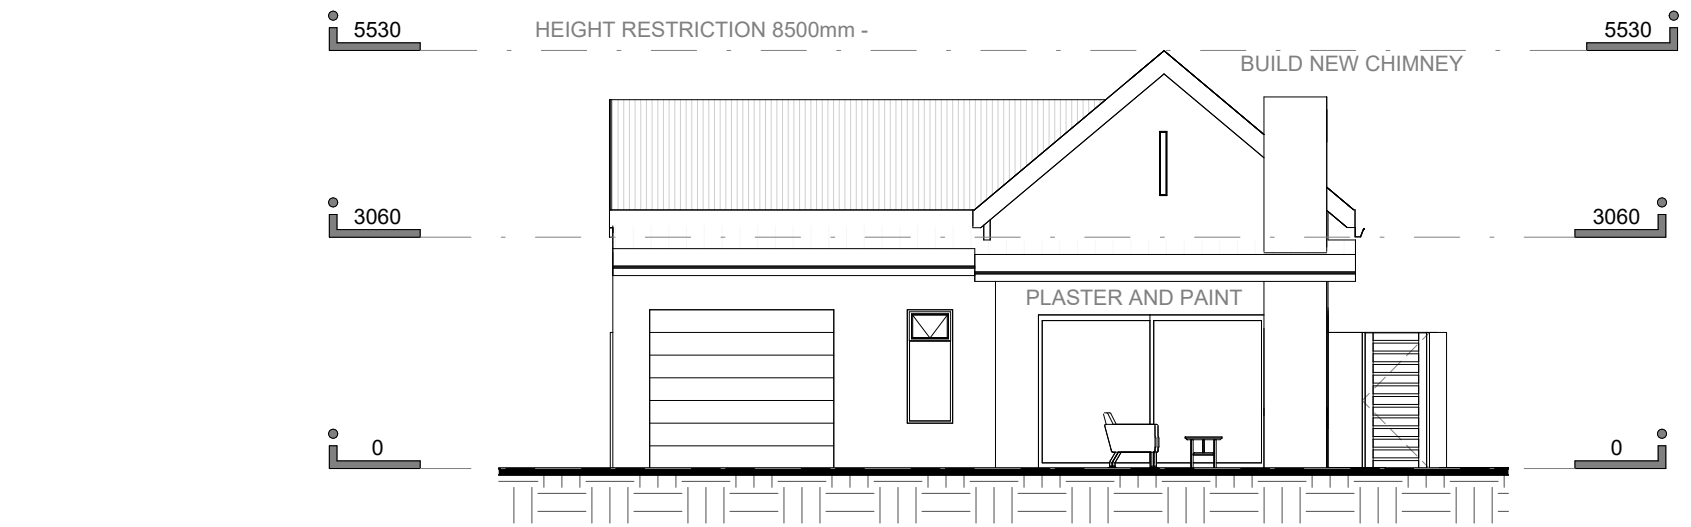 5530
HEIGHT RESTRICTION 8500mm -
5530
BUILD NEW CHIMNEY
3060
3060
PLASTER AND PAINT
0
0